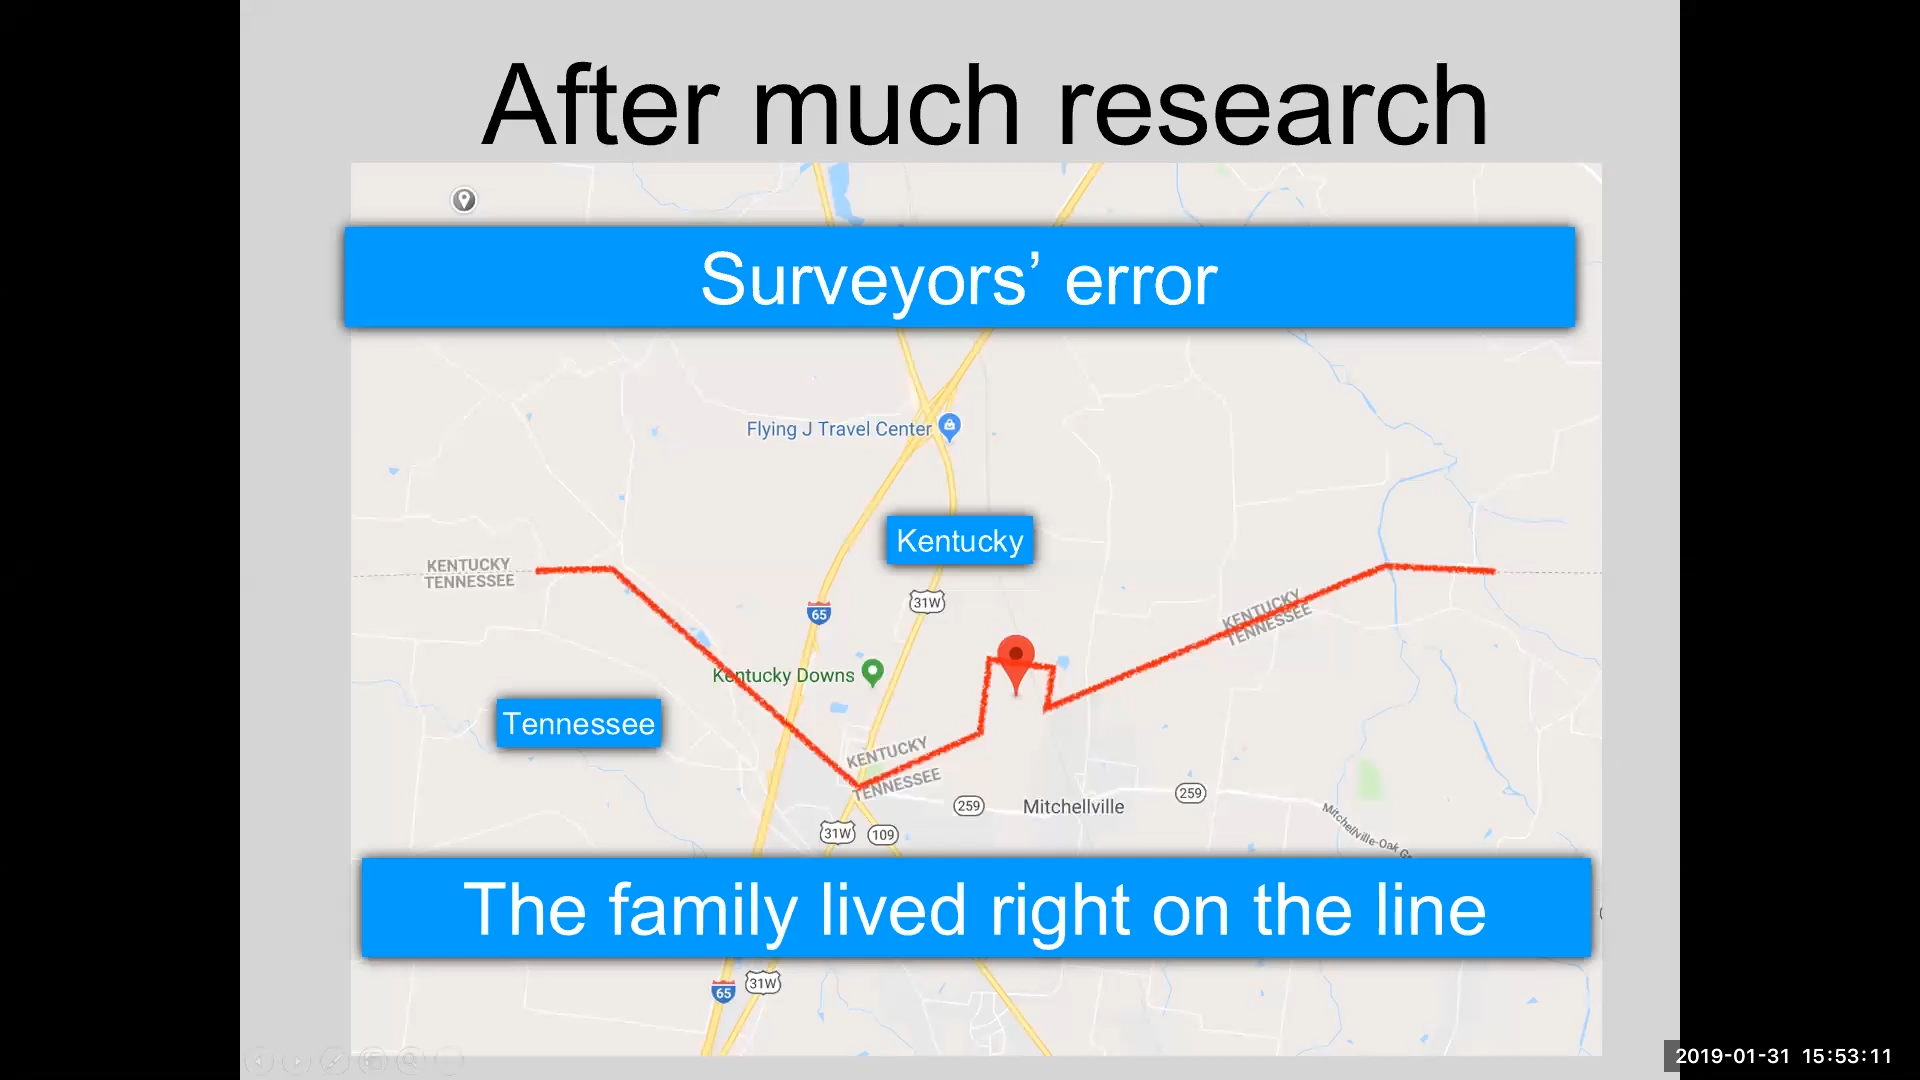 After much research
Surveyors’ error
Flying J Travel Center
Kentucky
KENTUCKY
TENNESSEE
65
31W
KENTUCKY
TENNESSEE
Kentucky Downs
Tennessee
KENTUCKY
TENNESSEE
259
Mitchellville
259
31W
109
Mitchellville-Oak
The family lived right on the line
65
31W
2019-01-31 15:53:11